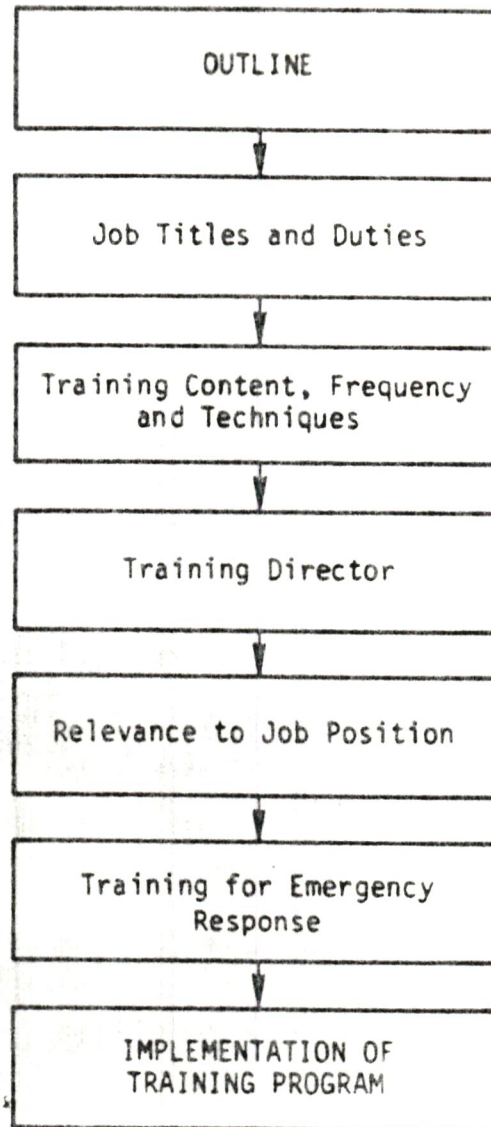 OUTLINE
Job Titles and Duties
Training Content, Frequency
and Techniques
Training Director
Relevance to Job Position
Training for Emergency
Response
IMPLEMENTATION OF
TRAINING PROGRAM